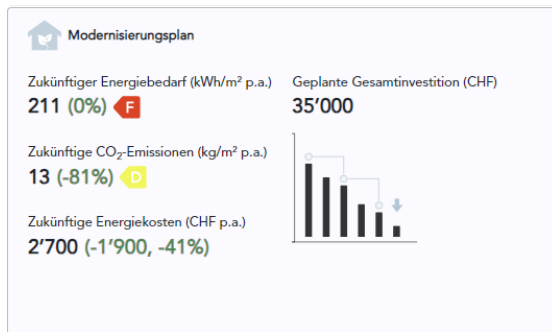 Modernisierungsplan
Zukünftiger Energiebedarf (kWh/m² p.a.)
211 (0%) F
Zukünftige CO₂-Emissionen (kg/m² p.a.)
13 (-81%) D
Zukünftige Energiekosten (CHF p.a.)
2’700 (-1’900, -41%)
Geplante Gesamtinvestition (CHF)
35’000